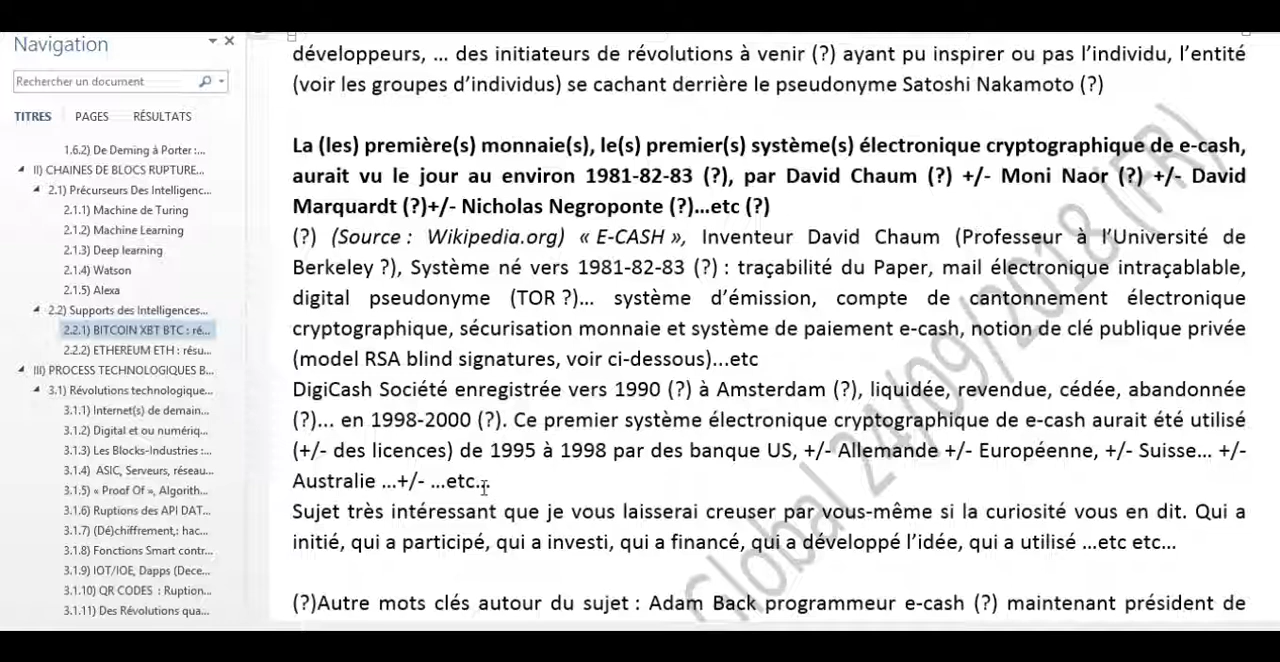 Navigation
Rechercher un document
TITRES PAGES RÉSULTATS
1.6.2) De Deming à Porter :...
II) CHAINES DE BLOCS RUPTURE...
2.1) Précurseurs Des Intelligenc...
2.1.1) Machine de Turing
2.1.2) Machine Learning
2.1.3) Deep learning
2.1.4) Watson
2.1.5) Alexa
2.2) Supports des Intelligences...
2.2.1) BITCOIN XBT BTC : ré...
2.2.2) ETHEREUM ETH : résu...
III) PROCESS TECHNOLOGIQUES B...
3.1) Révolutions technologique...
3.1.1) Internet(s) de demain...
3.1.2) Digital et ou numériq...
3.1.3) Les Blocks-Industries :...
3.1.4) ASIC, Serveurs, réseau...
3.1.5) « Proof Of », Algorith...
3.1.6) Ruptions des API DAT...
3.1.7) (Dé)chiffrement,: hac...
3.1.8) Fonctions Smart contr...
3.1.9) IOT/IOE, Dapps (Dece...
3.1.10) QR CODES : Ruption...
3.1.11) Des Révolutions qua...
développeurs, ... des initiateurs de révolutions à venir (?) ayant pu inspirer ou pas l'individu, l'entité
(voir les groupes d'individus) se cachant derrière le pseudonyme Satoshi Nakamoto (?)
La (les) première(s) monnaie(s), le(s) premier(s) système(s) électronique cryptographique de e-cash,
aurait vu le jour au environ 1981-82-83 (?), par David Chaum (?) +/- Moni Naor (?) +/- David
Marquardt (?)+/- Nicholas Negroponte (?)...etc (?)
(?) (Source : Wikipedia.org) « E-CASH », Inventeur David Chaum (Professeur à l'Université de
Berkeley ?), Système né vers 1981-82-83 (?) : traçabilité du Paper, mail électronique intraçablable,
digital pseudonyme (TOR ?)... système d'émission, compte de cantonnement électronique
cryptographique, sécurisation monnaie et système de paiement e-cash, notion de clé publique privée
(model RSA blind signatures, voir ci-dessous)...etc
DigiCash Société enregistrée vers 1990 (?) à Amsterdam (?), liquidée, revendue, cédée, abandonnée
(?)... en 1998-2000 (?). Ce premier système électronique cryptographique de e-cash aurait été utilisé
(+/- des licences) de 1995 à 1998 par des banque US, +/- Allemande +/- Européenne, +/- Suisse... +/-
Australie ...+/- ...etc...
Sujet très intéressant que je vous laisserai creuser par vous-même si la curiosité vous en dit. Qui a
initié, qui a participé, qui a investi, qui a financé, qui a développé l'idée, qui a utilisé ...etc etc...
(?)Autre mots clés autour du sujet : Adam Back programmeur e-cash (?) maintenant président de
Global 24/09/2018 (FR)